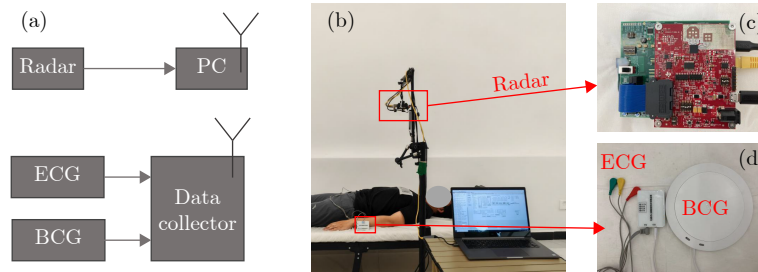 (a)
Radar
PC
ECG
BCG
Data
collector
(b)
Radar
(c)
ECG
(d)
BCG